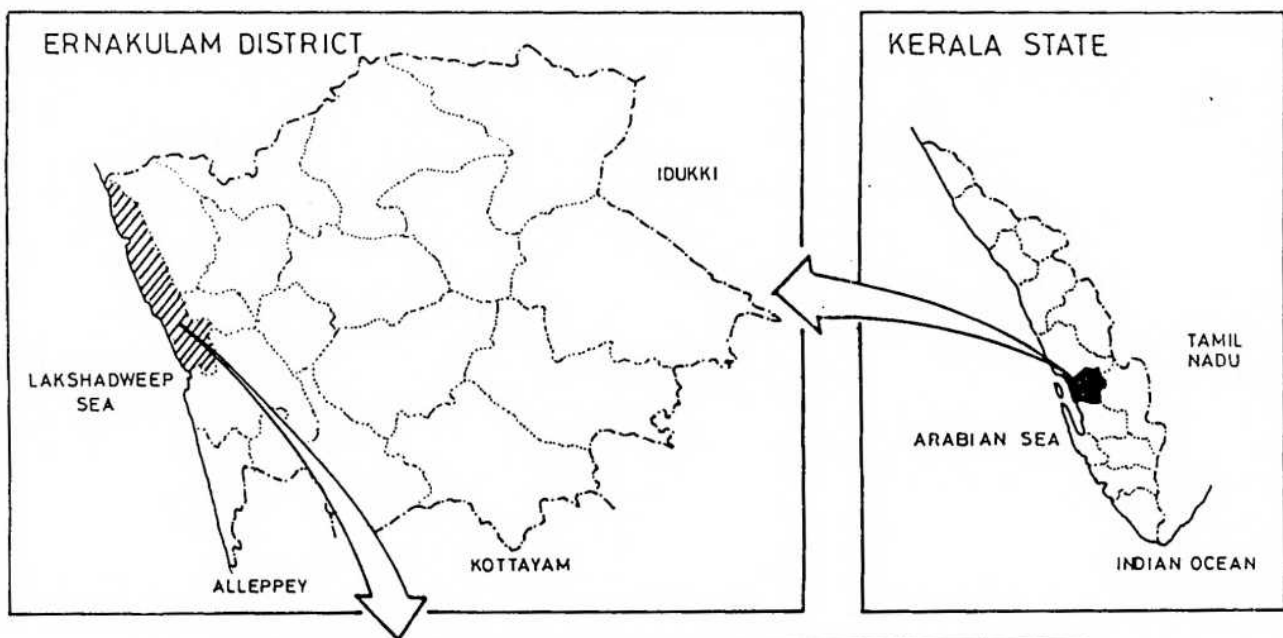 ERNAKULAM DISTRICT
IDUKKI
LAKSHADWEEP
SEA
ALLEPPEY
KOTTAYAM
KERALA STATE
TAMIL
NADU
ARABIAN SEA
INDIAN OCEAN